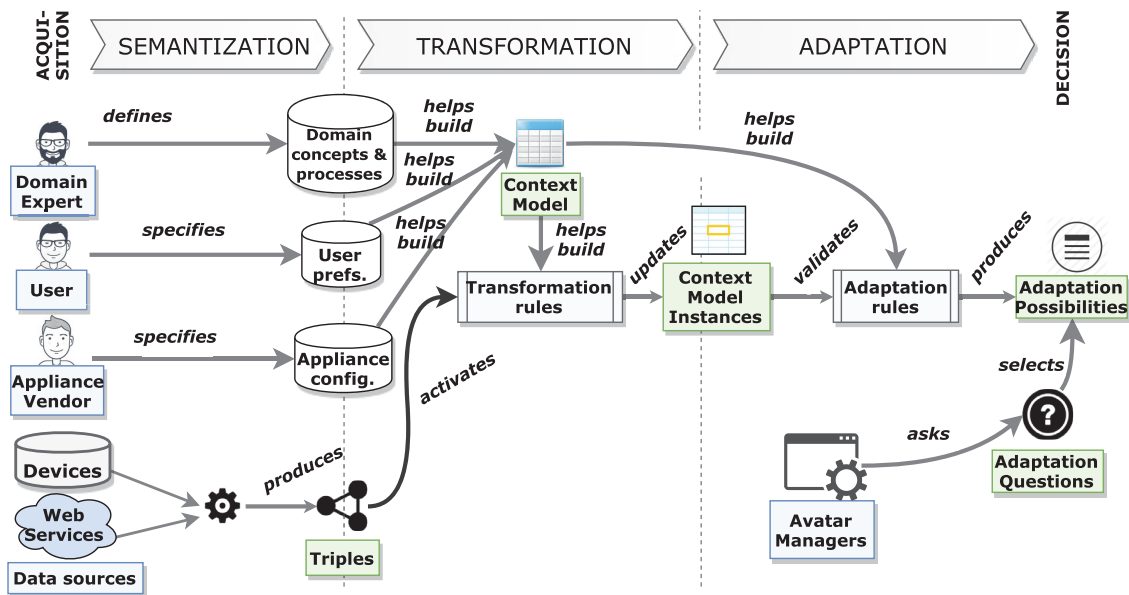 ACQUI-
SITION
SEMANTIZATION
TRANSFORMATION
ADAPTATION
DECISION
defines
helps
build
Domain
concepts &
processes
helps
build
helps
build
Domain
Expert
Context
Model
specifies
helps
build
User
prefs.
helps
build
updates
validates
produces
User
Transformation
rules
Context
Model
Instances
Adaptation
rules
Adaptation
Possibilities
specifies
Appliance
config.
activates
selects
Appliance
Vendor
?
asks
Devices
produces
Adaptation
Questions
Web
Services
Avatar
Managers
Triples
Data sources